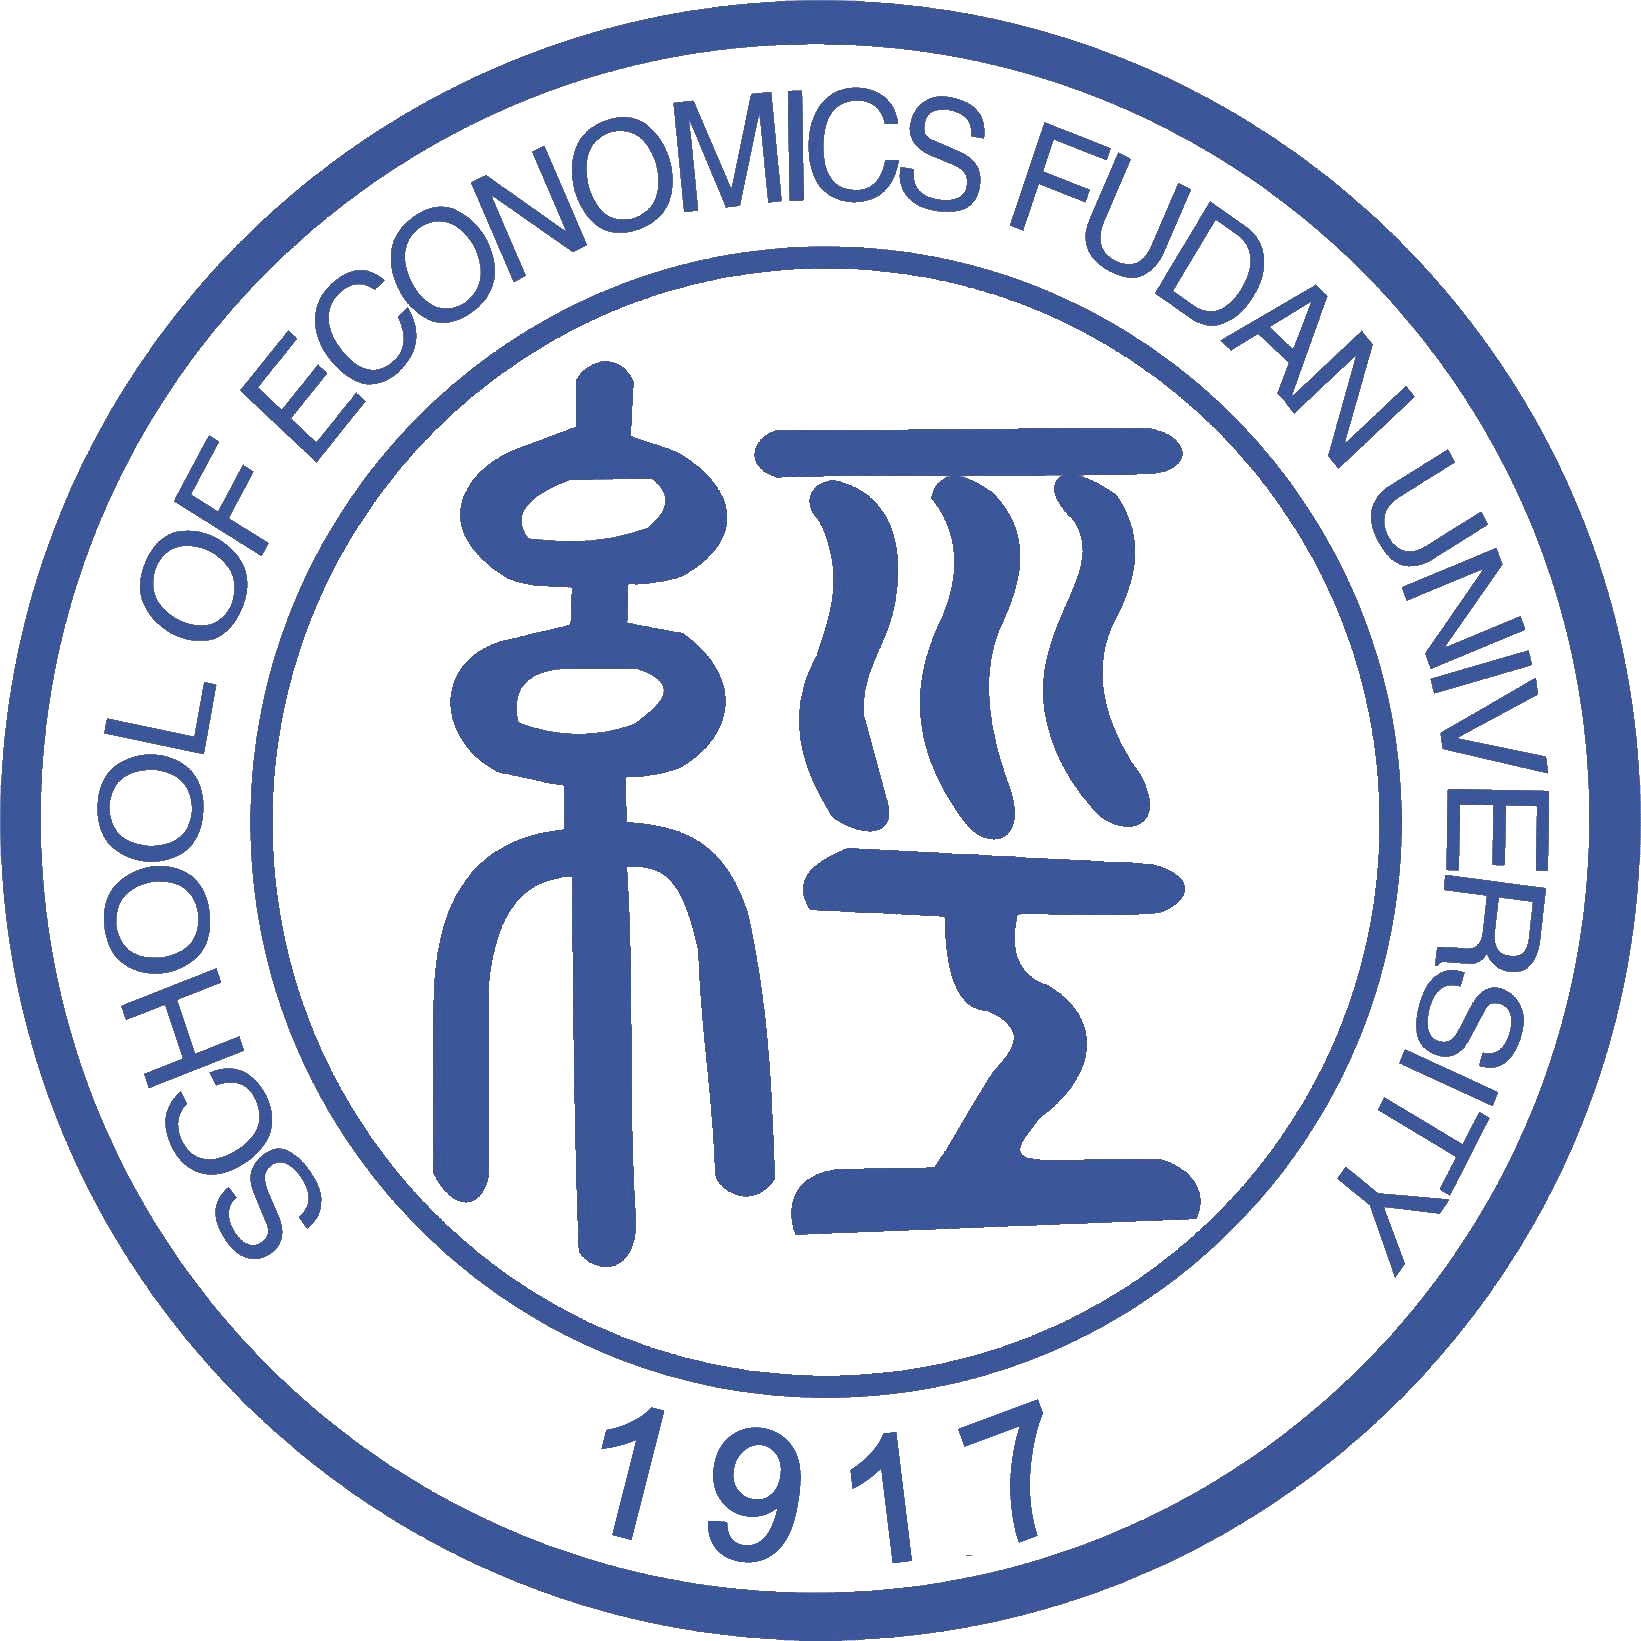 SCHOOL OF ECONOMICS FUDAN UNIVERSITY
經
1917